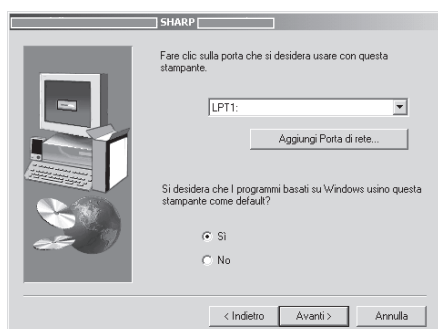 SHARP
Fare clic sulla porta che si desidera usare con questa
stampante.
LPT1:
Aggiungi Porta di rete...
Si desidera che I programmi basati su Windows usino questa
stampante come default?
Sì
No
< Indietro
Avanti >
Annulla